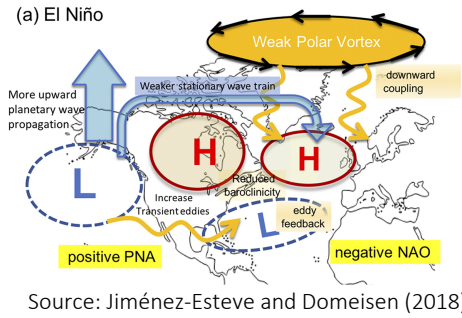 (a) El Niño
Weak Polar Vortex
downward
coupling
More upward
planetary wave
propagation
Weaker stationary wave train
H
H
L
Reduced
baroclinicity
Increase
Transient eddies
L
eddy
feedback
positive PNA
negative NAO
Source: Jiménez-Esteve and Domeisen (2018)